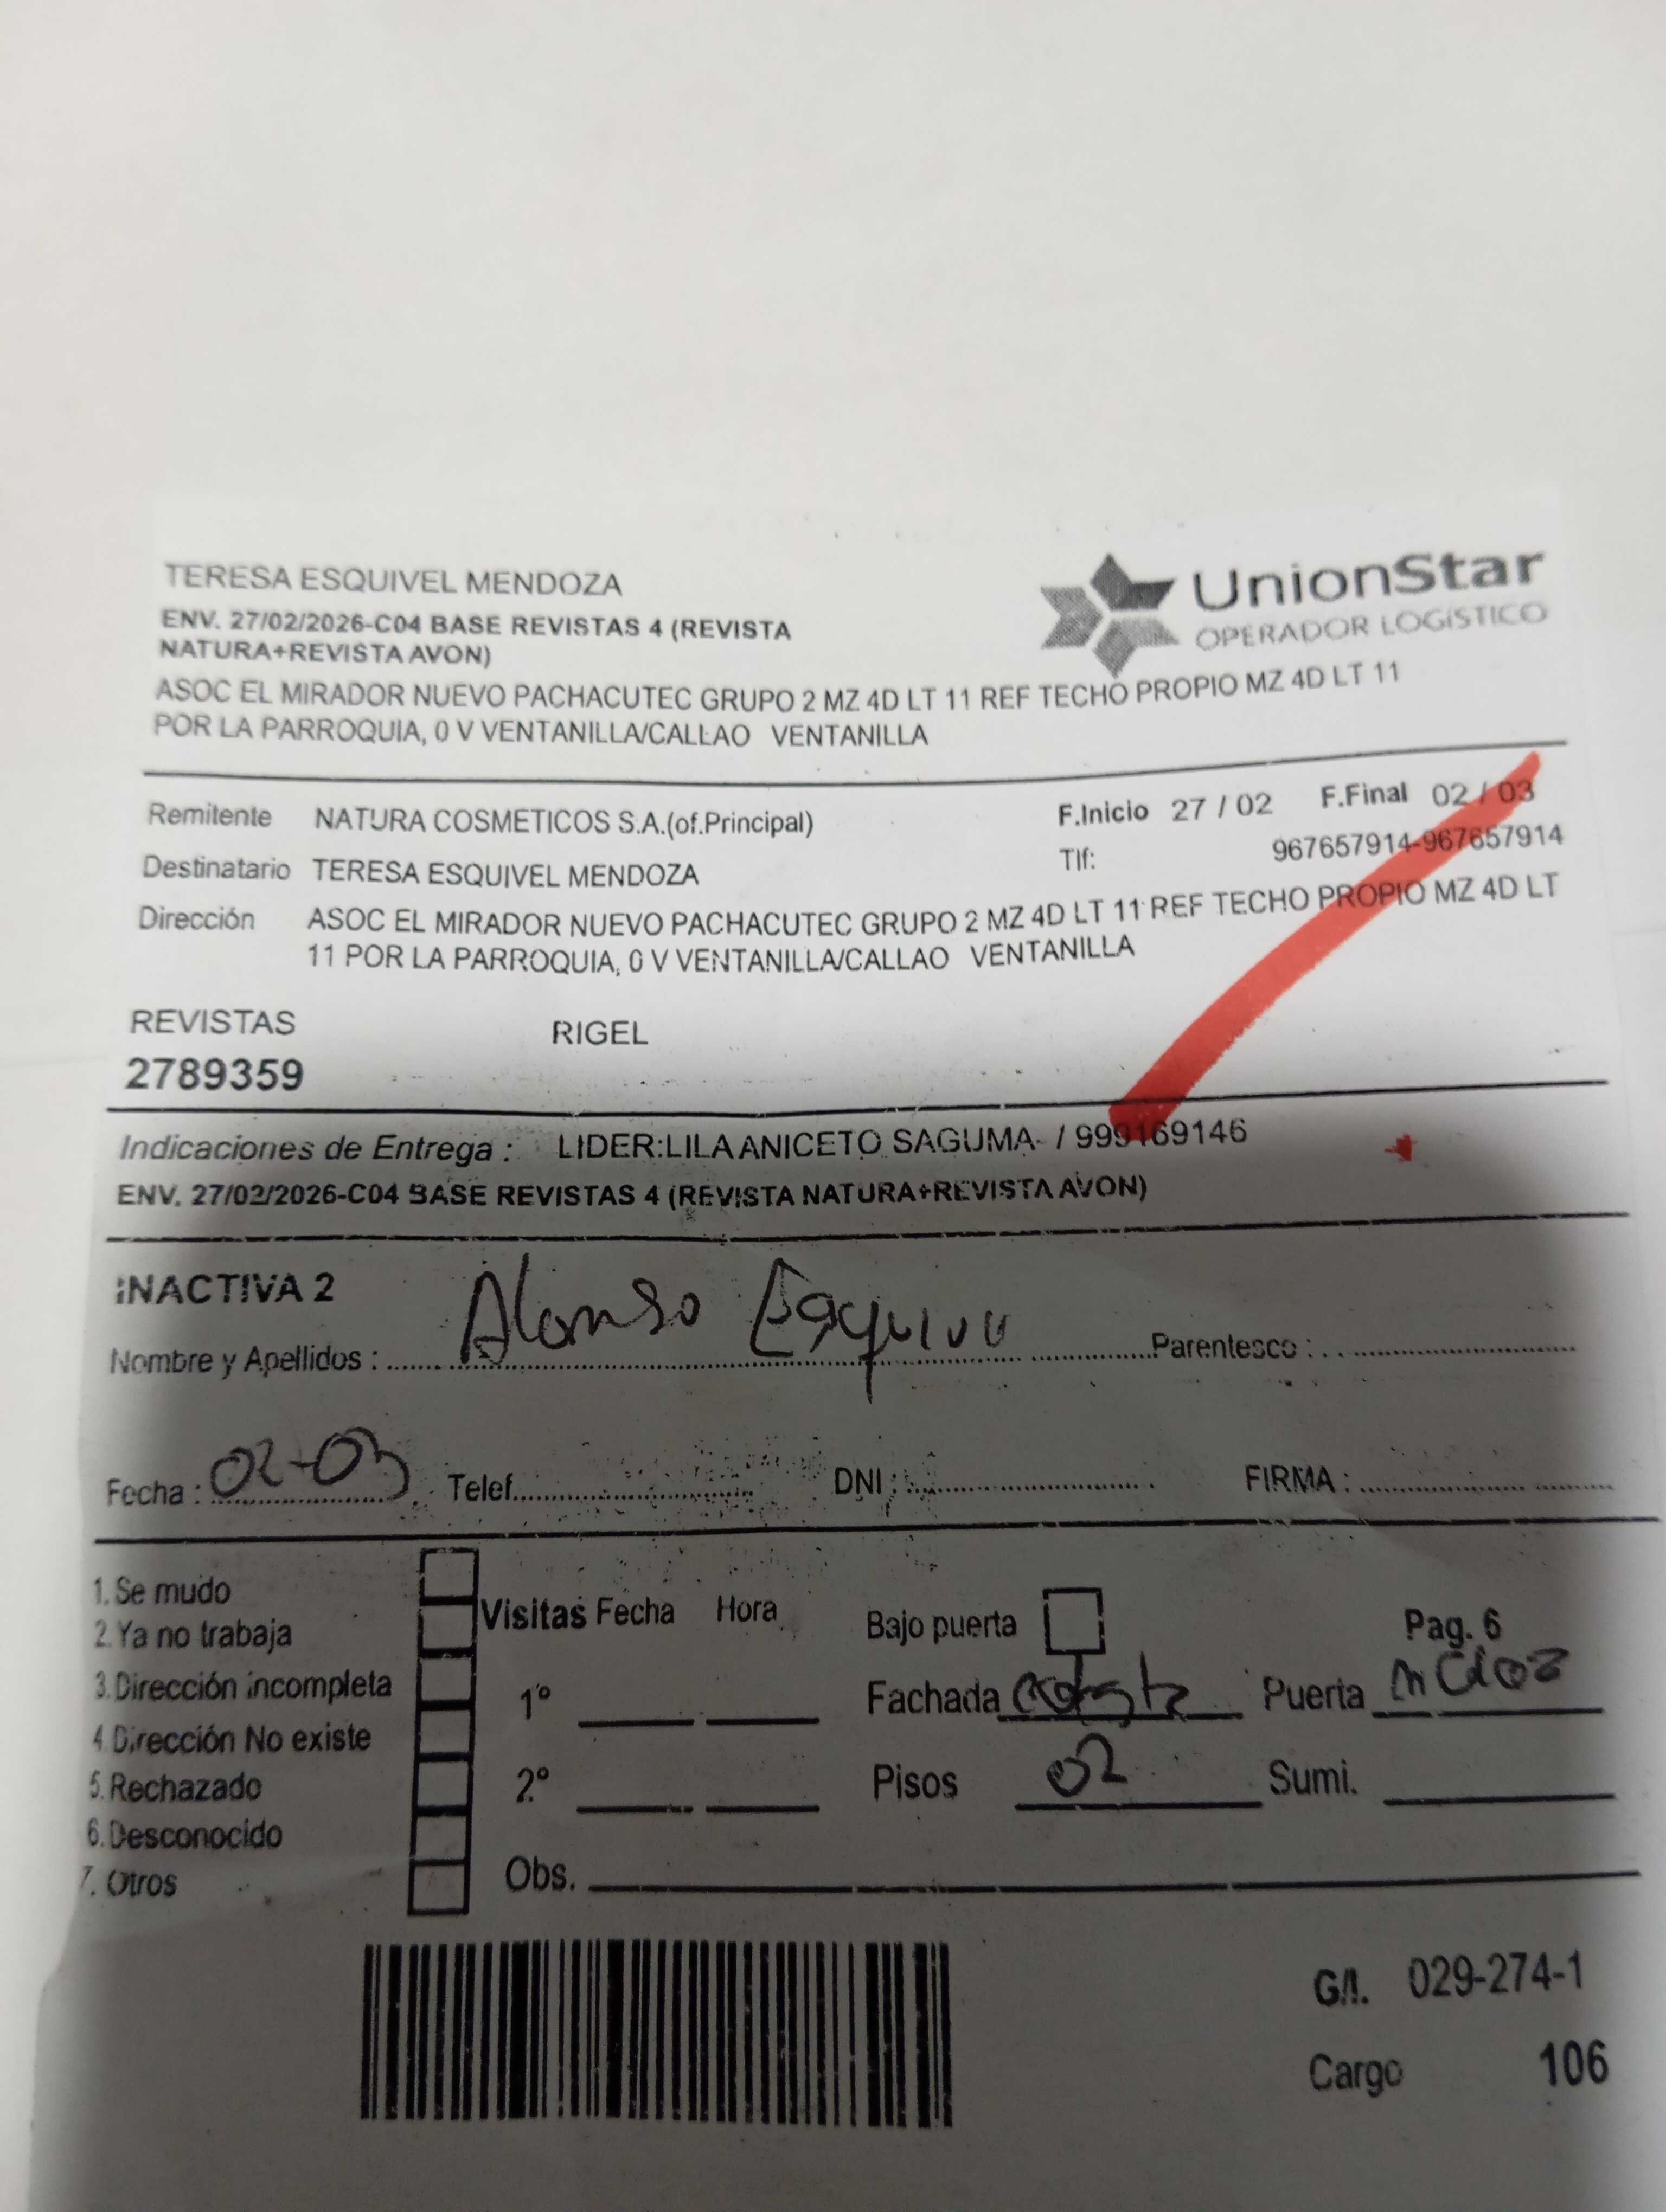 TERESA ESQUIVEL MENDOZA
ENV. 27/02/2026-C04 BASE REVISTAS 4 (REVISTA
NATURA+REVISTA AVON)
ASOC EL MIRADOR NUEVO PACHACUTEC GRUPO 2 MZ 4D LT 11 REF TECHO PROPIO MZ 4D LT 11
POR LA PARROQUIA, 0 V VENTANILLA/CALLAO VENTANILLA
UnionStar
OPERADOR LOGISTICO
Remitente NATURA COSMETICOS S.A.(of.Principal) F.Inicio 27 / 02 F.Final 02 / 03
Tlf: 967657914-967657914
Destinatario TERESA ESQUIVEL MENDOZA
Dirección ASOC EL MIRADOR NUEVO PACHACUTEC GRUPO 2 MZ 4D LT 11 REF TECHO PROPIO MZ 4D LT
11 POR LA PARROQUIA, 0 V VENTANILLA/CALLAO VENTANILLA
REVISTAS RIGEL
2789359
Indicaciones de Entrega : LIDER:LILA ANICETO SAGUMA- / 999169146
ENV. 27/02/2026-C04 BASE REVISTAS 4 (REVISTA NATURA+REVISTA AVON)
INACTIVA 2
Nombre y Apellidos : Alonso Parentesco :
Fecha : 02-03 Telef. DNI : FIRMA :
1. Se mudo
2. Ya no trabaja
3. Dirección incompleta
4. Dirección No existe
5. Rechazado
6. Desconocido
7. Otros
Visitas Fecha Hora
1º
2º
Obs.
Bajo puerta Pag. 6
Fachada Puerta
Pisos 02 Sumi.
G/I. 029-274-1
Cargo 106